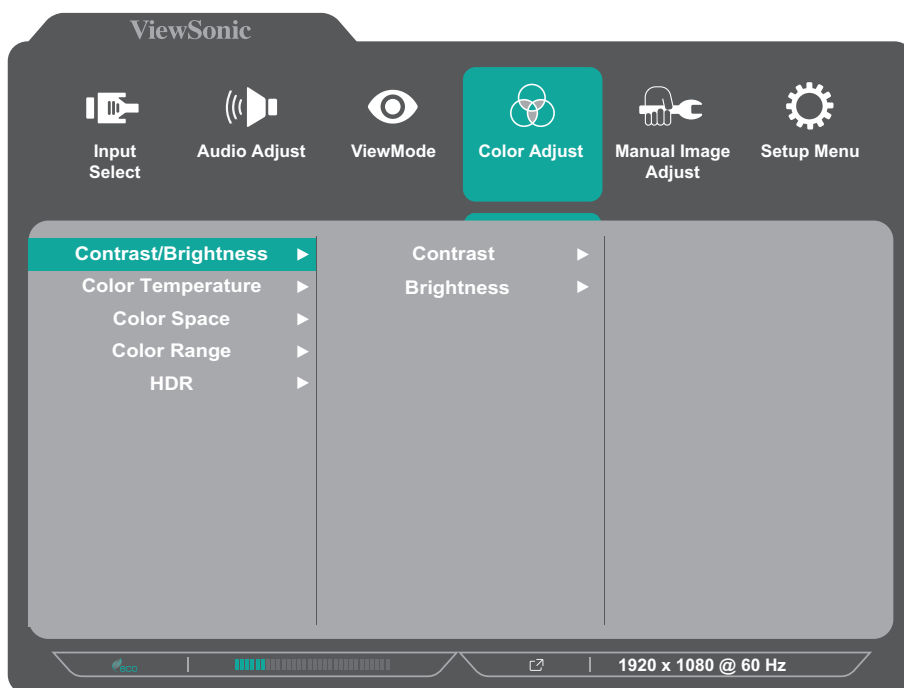 ViewSonic
Input Select
Audio Adjust
ViewMode
Color Adjust
Manual Image Adjust
Setup Menu
Contrast/Brightness
Contrast
Color Temperature
Brightness
Color Space
Color Range
HDR
eco
1920 x 1080 @ 60 Hz